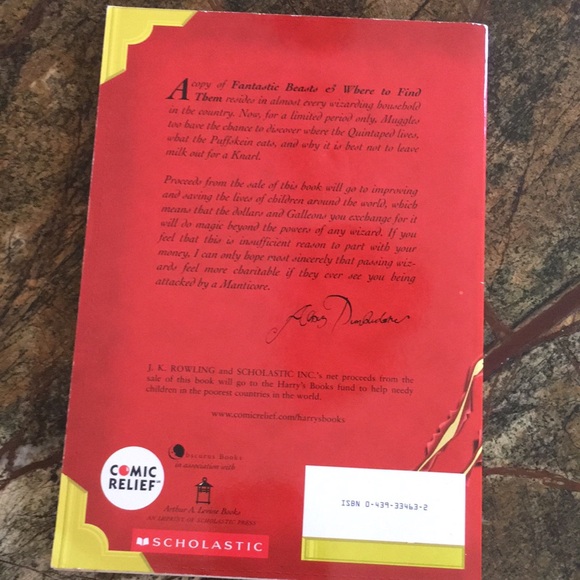 A copy of Fantastic Beasts & Where to Find
Them resides in almost every wizarding household
in the country. Now, for a limited period only, Muggles
too have the chance to discover where the Quintaped lives,
what the Puffskein eats, and why it is best not to leave
milk out for a Knarl.
Proceeds from the sale of this book will go to improving
and saving the lives of children around the world, which
means that the dollars and Galleons you exchange for it
will do magic beyond the powers of any wizard. If you
feel that this is insufficient reason to part with your
money, I can only hope most sincerely that passing wiz-
ards feel more charitable if they ever see you being
attacked by a Manticore.
Albus Dumbledore
J. K. ROWLING and SCHOLASTIC INC.'s net proceeds from the
sale of this book will go to the Harry's Books fund to help needy
children in the poorest countries in the world.
www.comicrelief.com/harrysbooks
Obscurus Books
in association with
Arthur A. Levine Books
AN IMPRINT OF SCHOLASTIC PRESS
COMIC
RELIEF
SCHOLASTIC
ISBN 0-439-33463-2